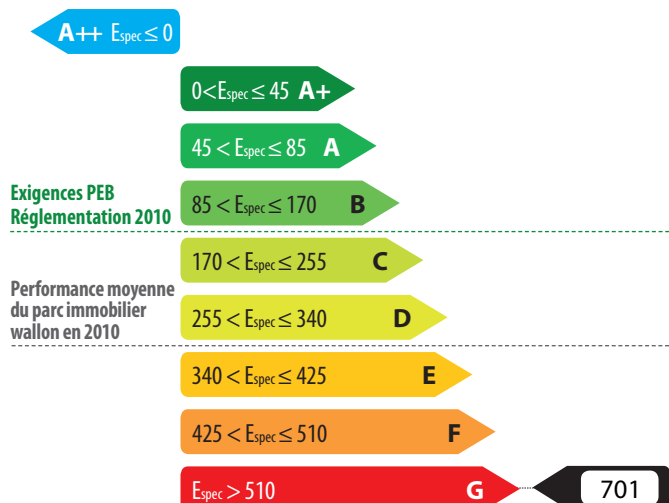 A++ Espec ≤ 0
0<Espec ≤ 45 A+
45 < Espec ≤ 85 A
Exigences PEB
Réglementation 2010
85 < Espec ≤ 170 B
170 < Espec ≤ 255 C
Performance moyenne
du parc immobilier
wallon en 2010
255 < Espec ≤ 340 D
340 < Espec ≤ 425 E
425 < Espec ≤ 510 F
Espec > 510 G 701